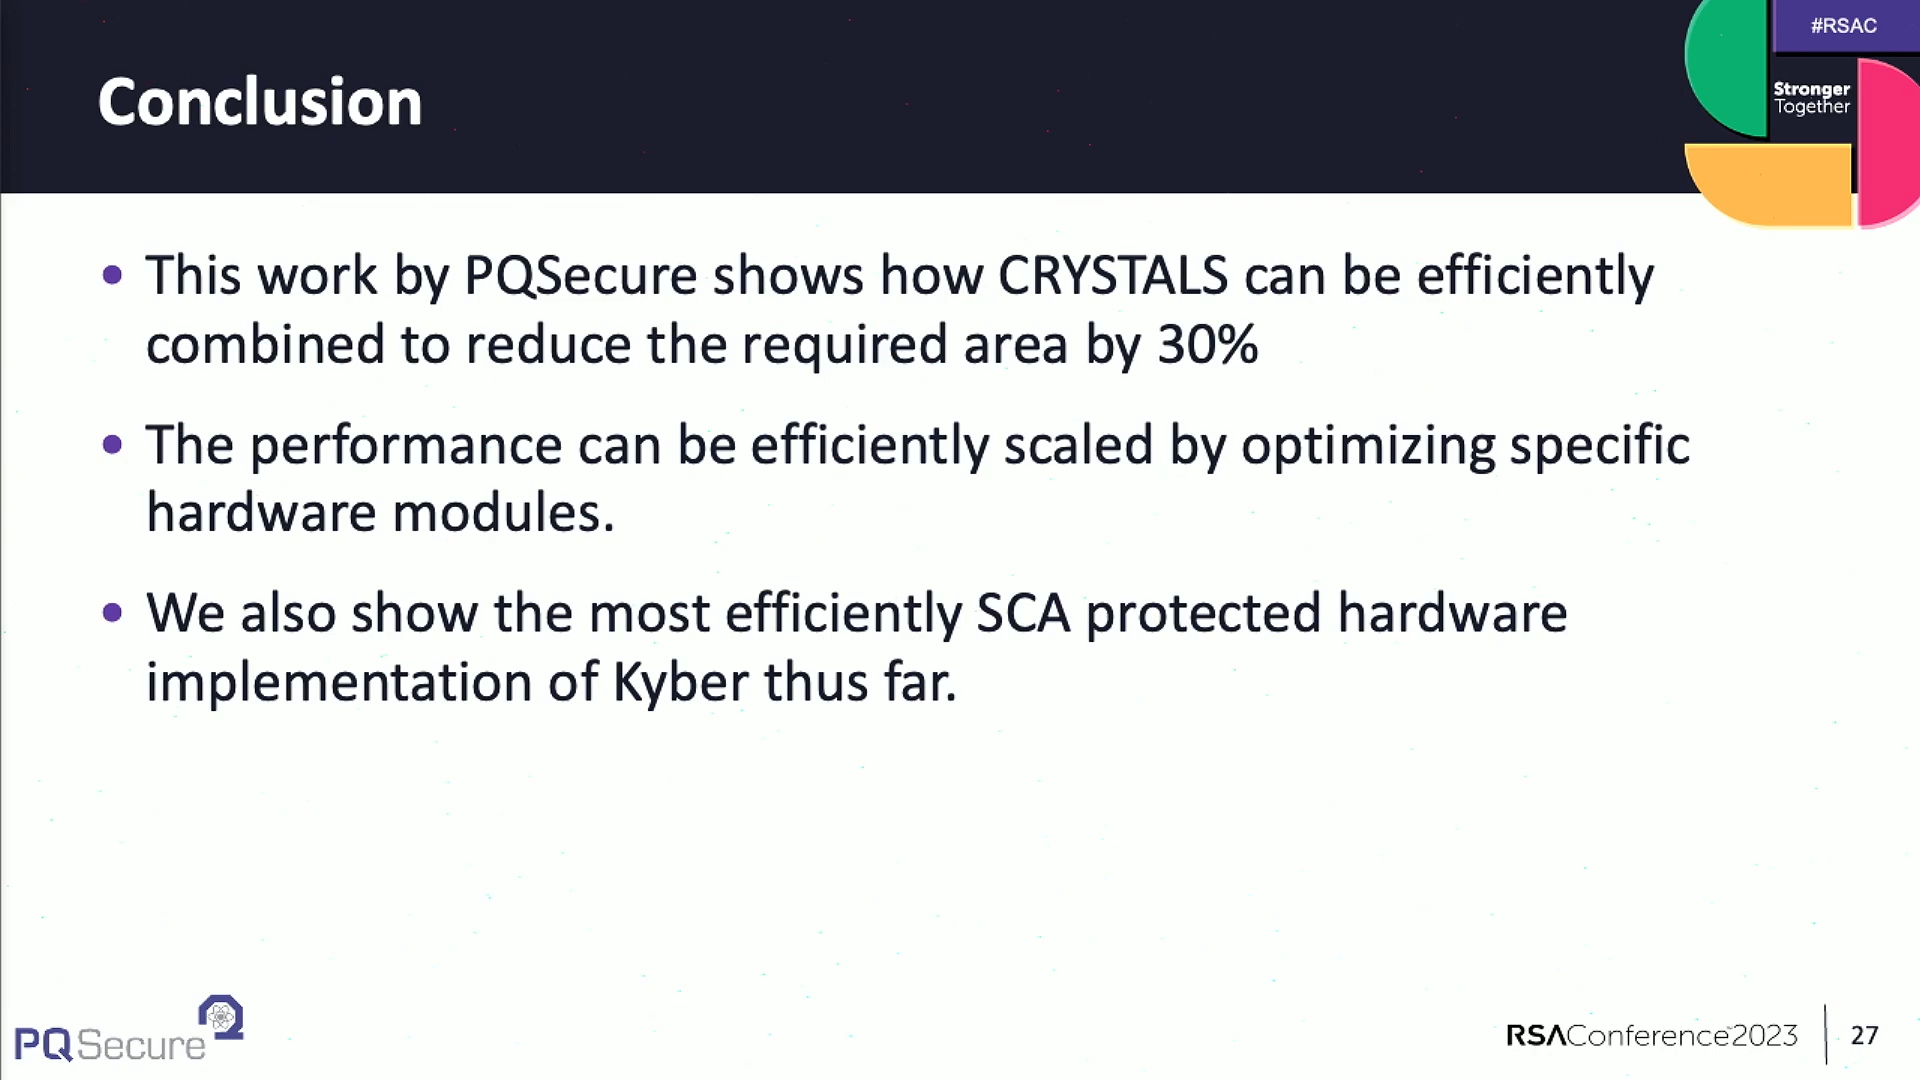 #RSAC
Conclusion
Stronger
Together
• This work by PQSecure shows how CRYSTALS can be efficiently
combined to reduce the required area by 30%
• The performance can be efficiently scaled by optimizing specific
hardware modules.
• We also show the most efficiently SCA protected hardware
implementation of Kyber thus far.
PQSecure
RSAConference2023
27